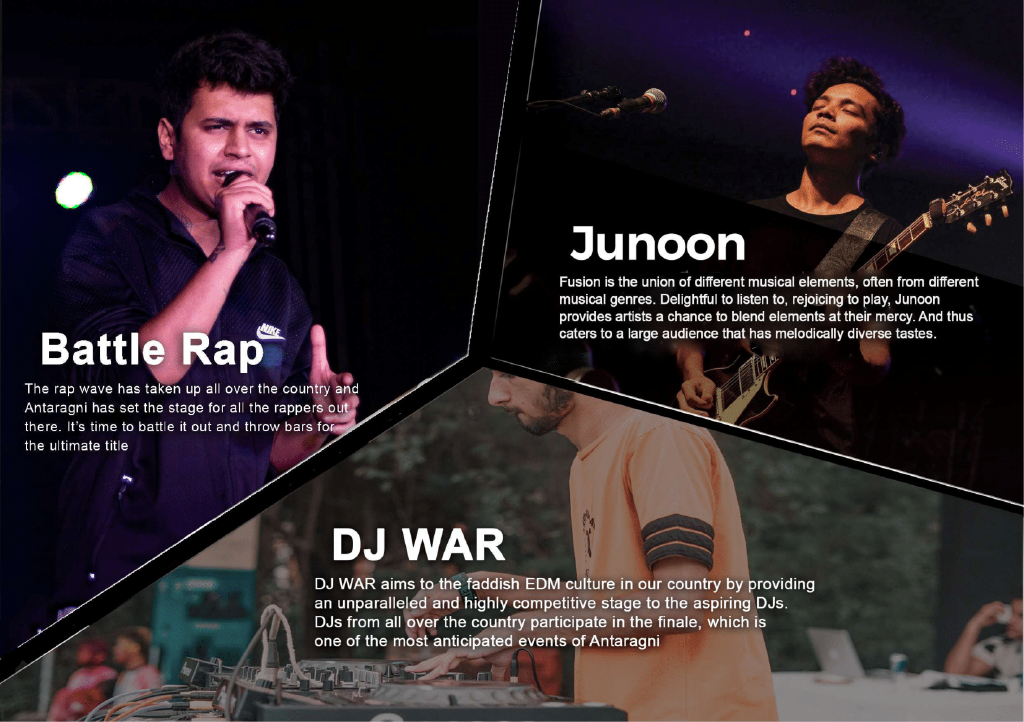 Junoon
Fusion is the union of different musical elements, often from different
musical genres. Delightful to listen to, rejoicing to play, Junoon
provides artists a chance to blend elements at their mercy. And thus
caters to a large audience that has melodically diverse tastes.
NIKE
Battle Rap
The rap wave has taken up all over the country and
Antaragni has set the stage for all the rappers out
there. It's time to battle it out and throw bars for
the ultimate title
DJ WAR
DJ WAR aims to the faddish EDM culture in our country by providing
an unparalleled and highly competitive stage to the aspiring DJs.
DJs from all over the country participate in the finale, which is
one of the most anticipated events of Antaragni